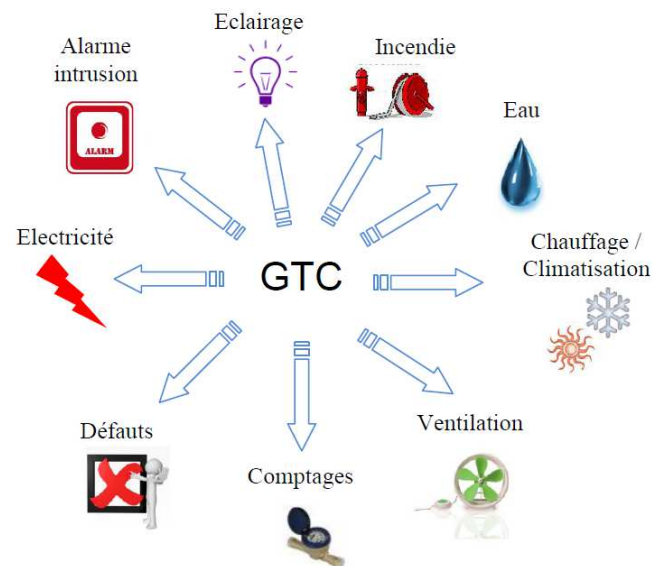 Eclairage
Alarme
intrusion
Incendie
Eau
ALARM
Electricité
Chauffage /
Climatisation
GTC
Défauts
Ventilation
Comptages